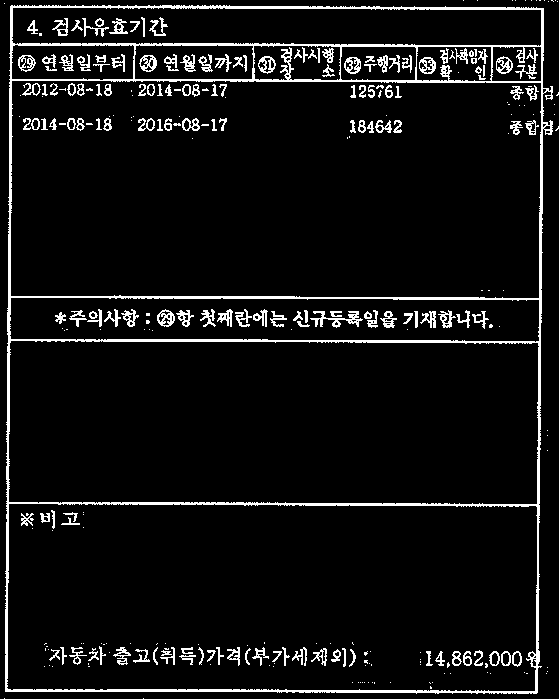 4. 검사유효기간
㉙ 연월일부터 ㉚ 연월일까지 ㉛ 검사시행장소 ㉜ 주행거리 ㉝ 검사책임자확인 ㉞ 검사구분
2012-08-18 2014-08-17 125761 종합검사
2014-08-18 2016-08-17 184642 종합검사
*주의사항 : ㉙항 첫째란에는 신규등록일을 기재합니다.
※비고
자동차 출고(취득)가격(부가세제외) : 14,862,000원